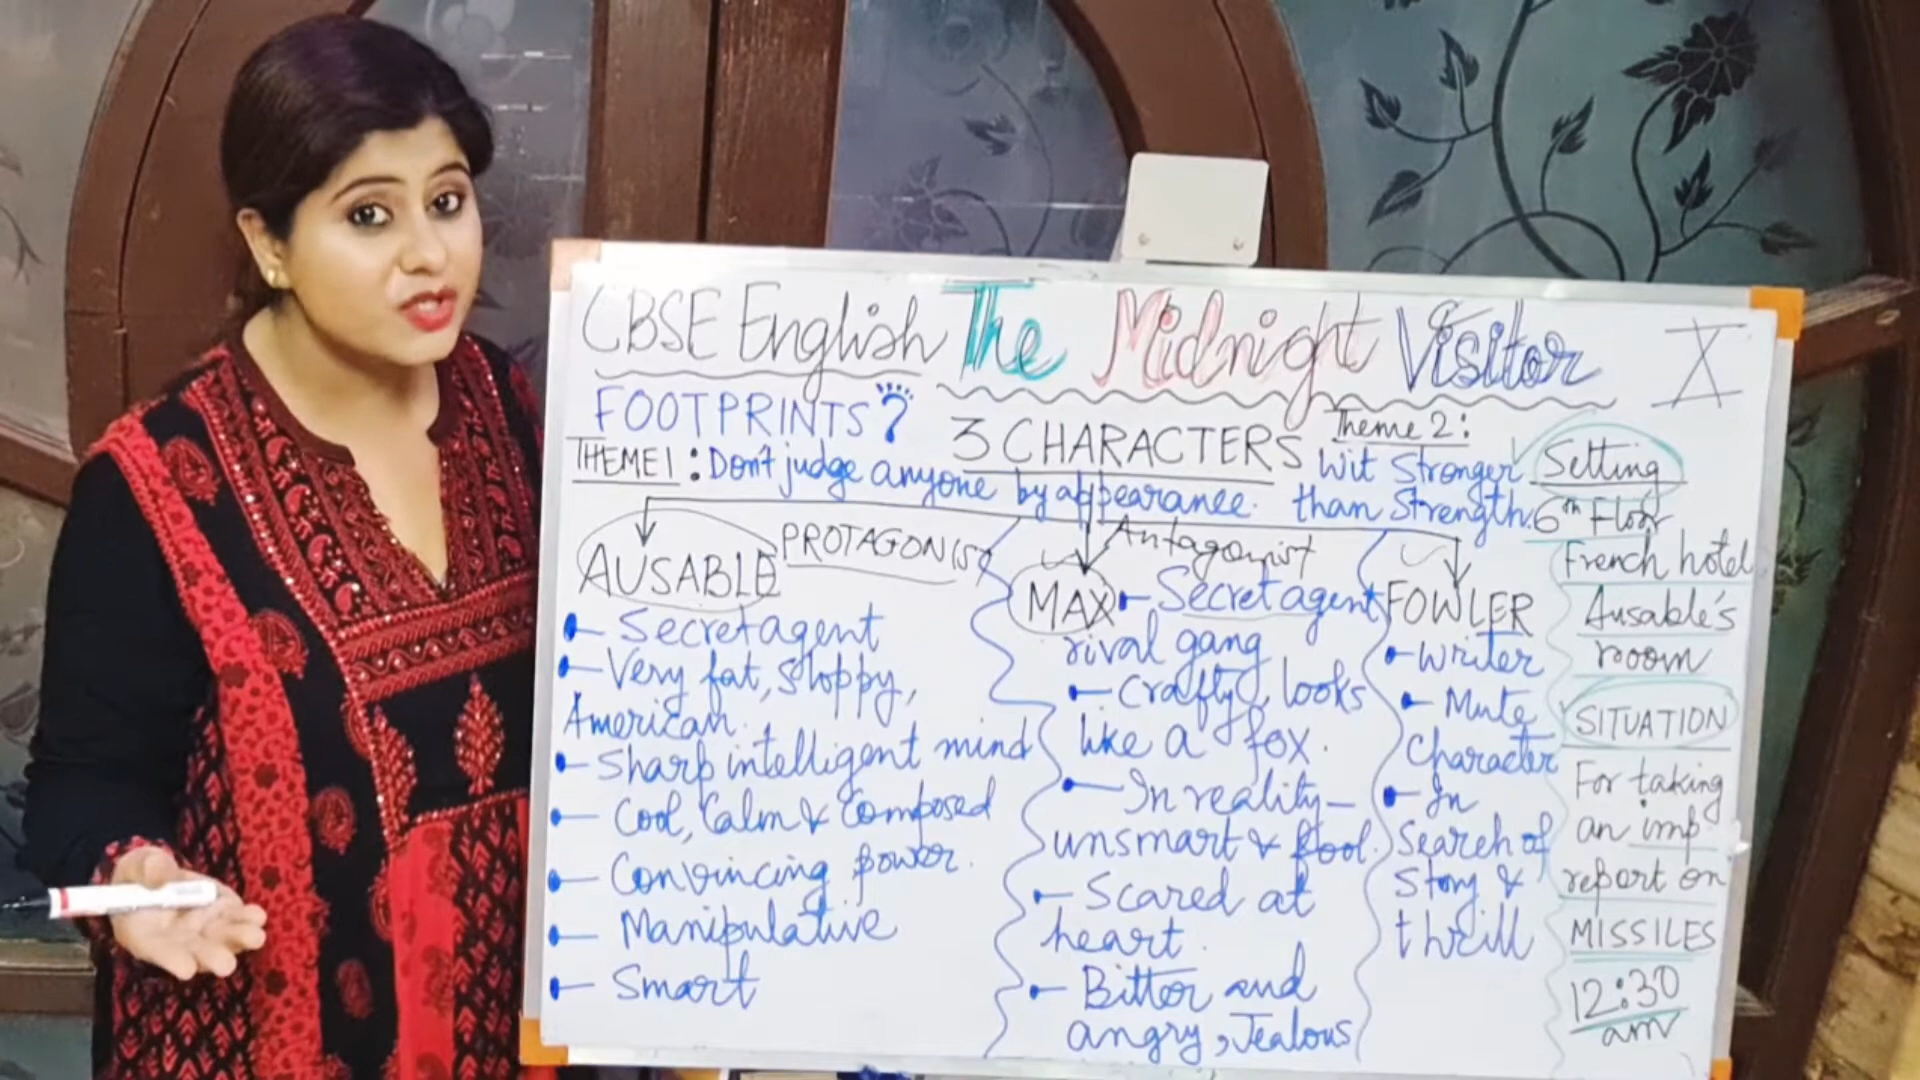 CBSE English The Midnight Visitor X
FOOTPRINTS
3 CHARACTERS
THEME 1 : Don't judge anyone by appearance.
Theme 2 :
Wit Stronger
than Strength.
AUSABLE PROTAGONIST
Secret agent
Very fat, sloppy,
American.
Sharp intelligent mind
Cool, Calm & Composed
Convincing power.
Manipulative
Smart
Antagonist
MAX Secret agent
rival gang
Crafty, looks
like a fox.
In reality -
unsmart & fool.
Scared at
heart.
Bitter and
angry, Jealous
FOWLER
Writer
Mute
Character
In
Search of
Story &
thrill
Setting
6th Floor
French hotel
Ausable's
room
SITUATION
For taking
an imp
report on
MISSILES
12:30
am